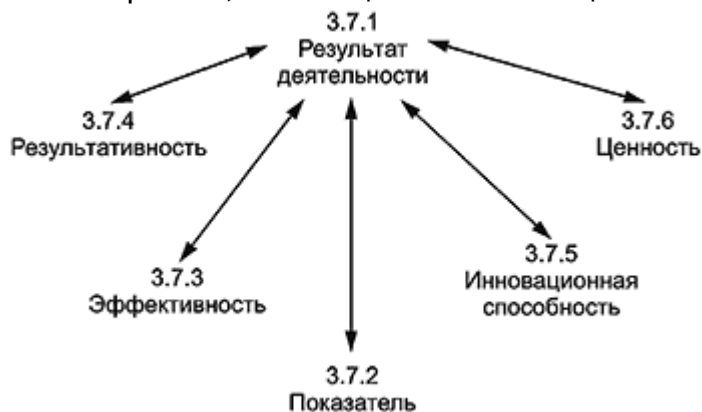 3.7.1
Результат
деятельности
3.7.4
Результативность
3.7.6
Ценность
3.7.3
Эффективность
3.7.5
Инновационная
способность
3.7.2
Показатель